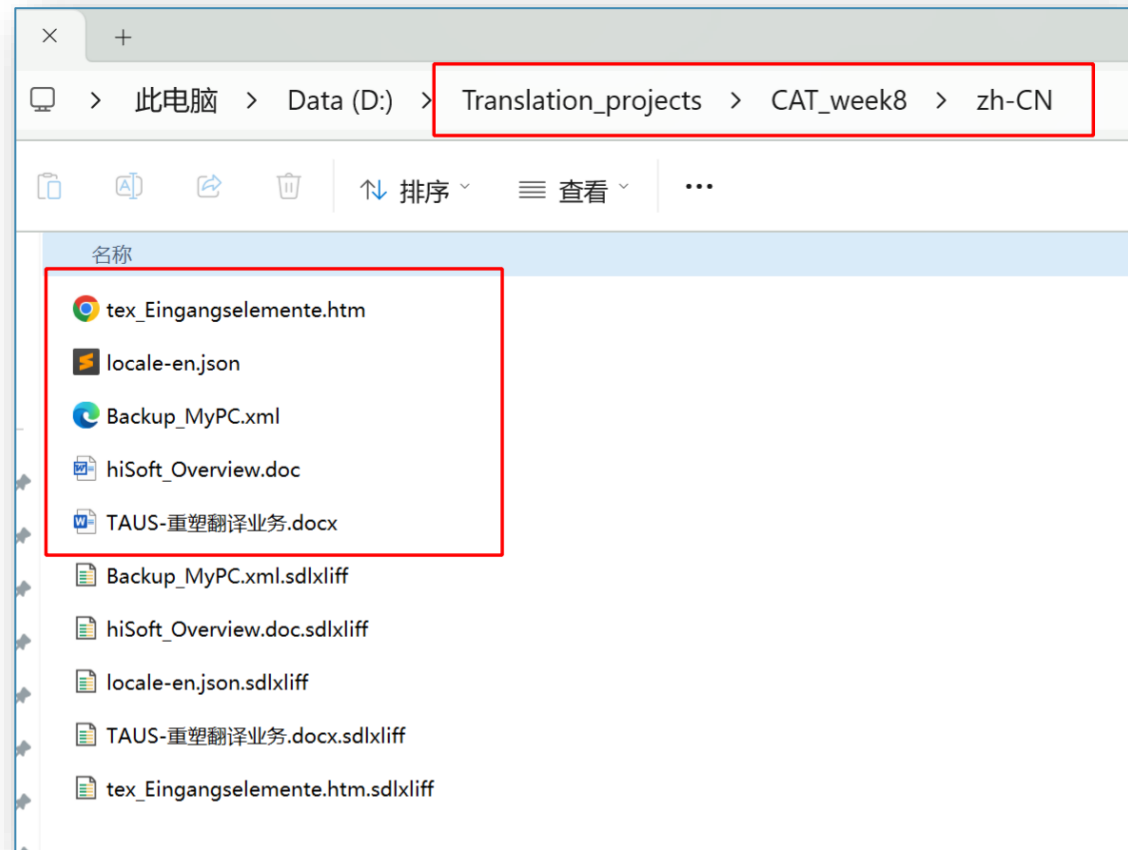 此电脑 > Data (D:) > Translation_projects > CAT_week8 > zh-CN
排序 查看
名称
tex_Eingangselemente.htm
locale-en.json
Backup_MyPC.xml
hiSoft_Overview.doc
TAUS-重塑翻译业务.docx
Backup_MyPC.xml.sdlxliff
hiSoft_Overview.doc.sdlxliff
locale-en.json.sdlxliff
TAUS-重塑翻译业务.docx.sdlxliff
tex_Eingangselemente.htm.sdlxliff